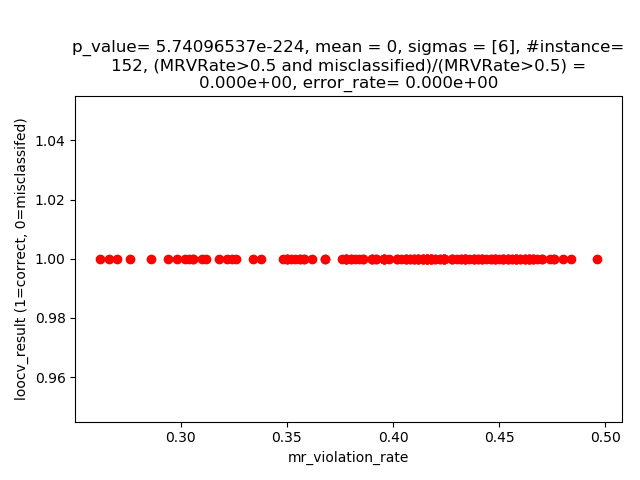 p_value= 5.74096537e-224, mean = 0, sigmas = [6], #instance=
152, (MRVRate>0.5 and misclassified)/(MRVRate>0.5) =
0.000e+00, error_rate= 0.000e+00
loocv_result (1=correct, 0=misclassifed)
1.04
1.02
1.00
0.98
0.96
0.30
0.35
0.40
0.45
0.50
mr_violation_rate